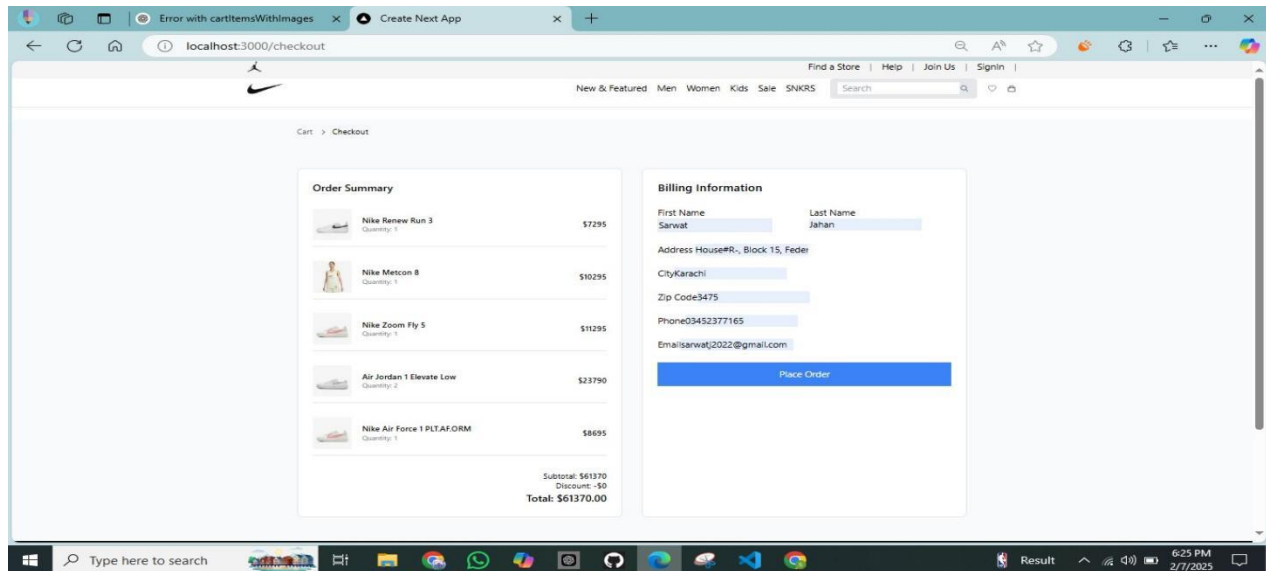 Error with cartItemsWithImages
Create Next App
localhost:3000/checkout
Find a Store | Help | Join Us | SignIn |
New & Featured Men Women Kids Sale SNKRS Search
Cart > Checkout
Order Summary
Nike Renew Run 3
Quantity: 1
$7295
Nike Metcon 8
Quantity: 1
$10295
Nike Zoom Fly 5
Quantity: 1
$11295
Air Jordan 1 Elevate Low
Quantity: 2
$23790
Nike Air Force 1 PLT.AF.ORM
Quantity: 1
$8695
Subtotal: $61370
Discount: -$0
Total: $61370.00
Billing Information
First Name Last Name
Sarwat Jahan
Address House#R-, Block 15, Feder
CityKarachi
Zip Code3475
Phone03452377165
Emailsarwatj2022@gmail.com
Place Order
Type here to search
Result
6:25 PM
2/7/2025